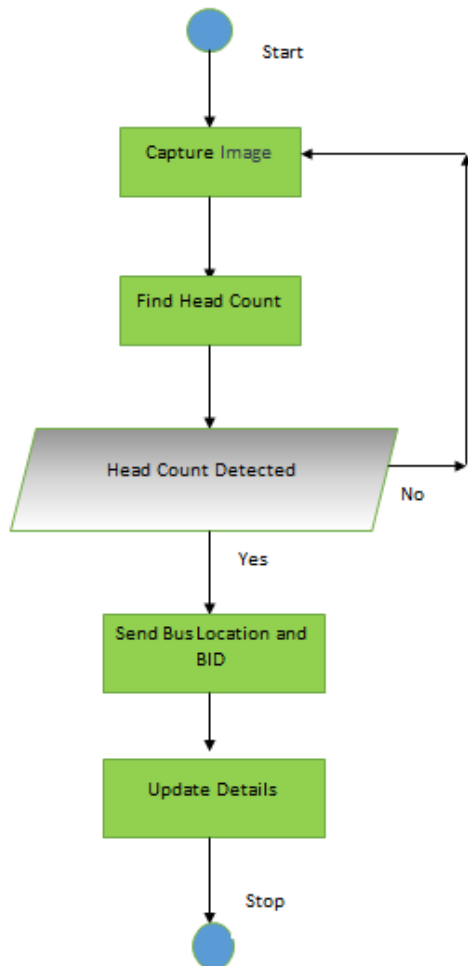 Start
Capture Image
Find Head Count
Head Count Detected
No
Yes
Send Bus Location and
BID
Update Details
Stop